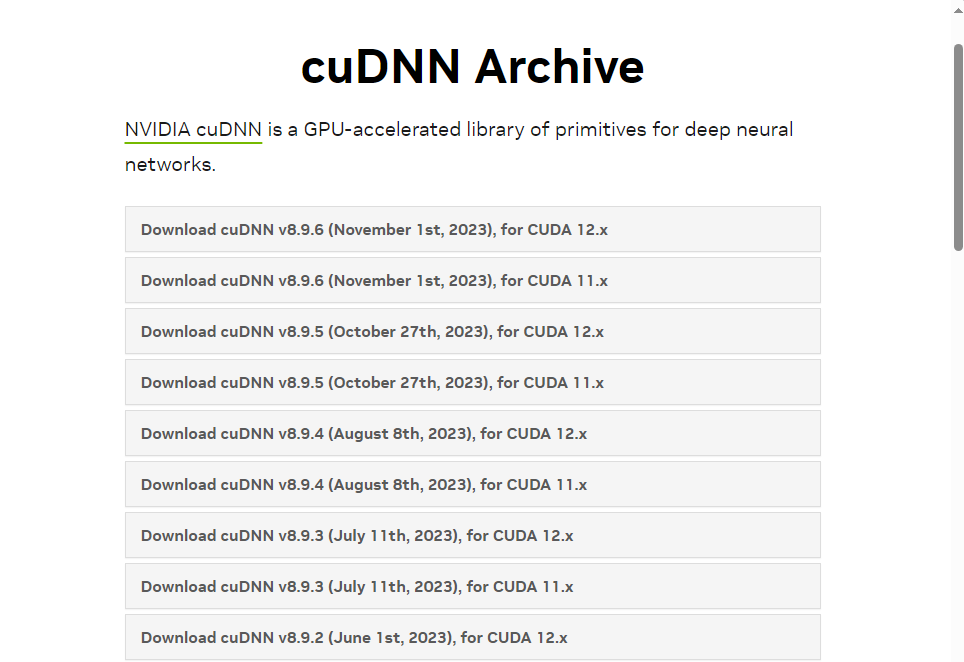 cuDNN Archive
NVIDIA cuDNN is a GPU-accelerated library of primitives for deep neural
networks.
Download cuDNN v8.9.6 (November 1st, 2023), for CUDA 12.x
Download cuDNN v8.9.6 (November 1st, 2023), for CUDA 11.x
Download cuDNN v8.9.5 (October 27th, 2023), for CUDA 12.x
Download cuDNN v8.9.5 (October 27th, 2023), for CUDA 11.x
Download cuDNN v8.9.4 (August 8th, 2023), for CUDA 12.x
Download cuDNN v8.9.4 (August 8th, 2023), for CUDA 11.x
Download cuDNN v8.9.3 (July 11th, 2023), for CUDA 12.x
Download cuDNN v8.9.3 (July 11th, 2023), for CUDA 11.x
Download cuDNN v8.9.2 (June 1st, 2023), for CUDA 12.x